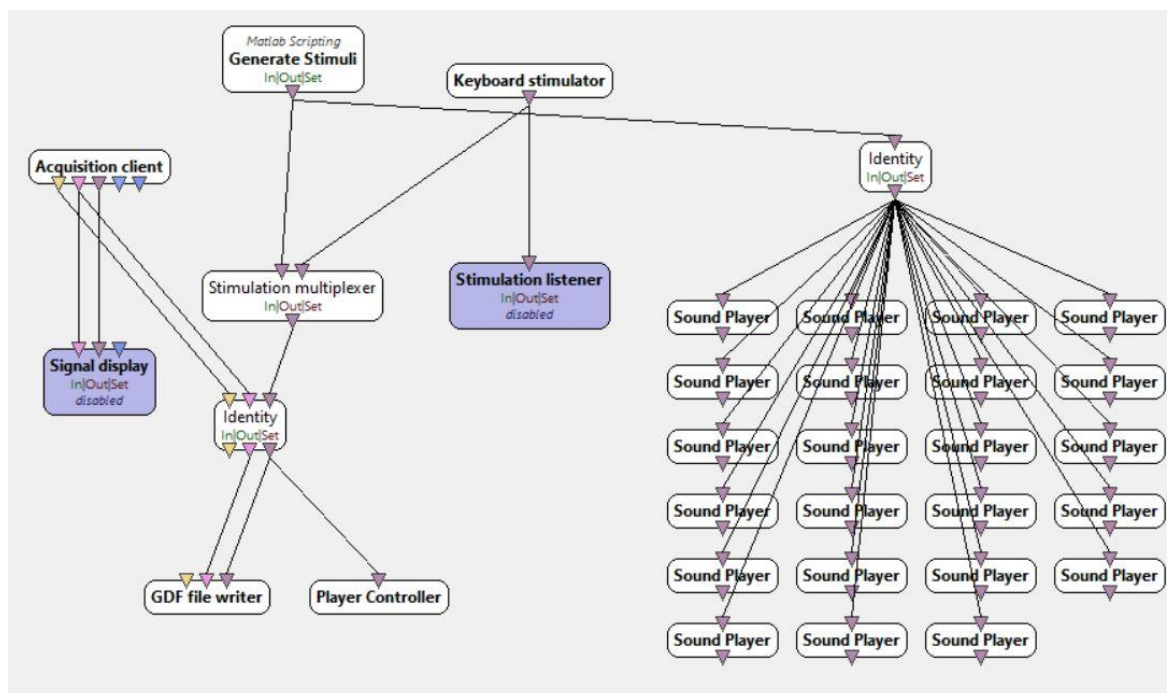 Matlab Scripting
Generate Stimuli
In|Out|Set
Keyboard stimulator
Acquisition client
Identity
In|Out|Set
Stimulation multiplexer
In|Out|Set
Stimulation listener
In|Out|Set
disabled
Signal display
In|Out|Set
disabled
Identity
In|Out|Set
GDF file writer
Player Controller
Sound Player Sound Player Sound Player Sound Player
Sound Player Sound Player Sound Player Sound Player
Sound Player Sound Player Sound Player Sound Player
Sound Player Sound Player Sound Player Sound Player
Sound Player Sound Player Sound Player Sound Player
Sound Player Sound Player Sound Player